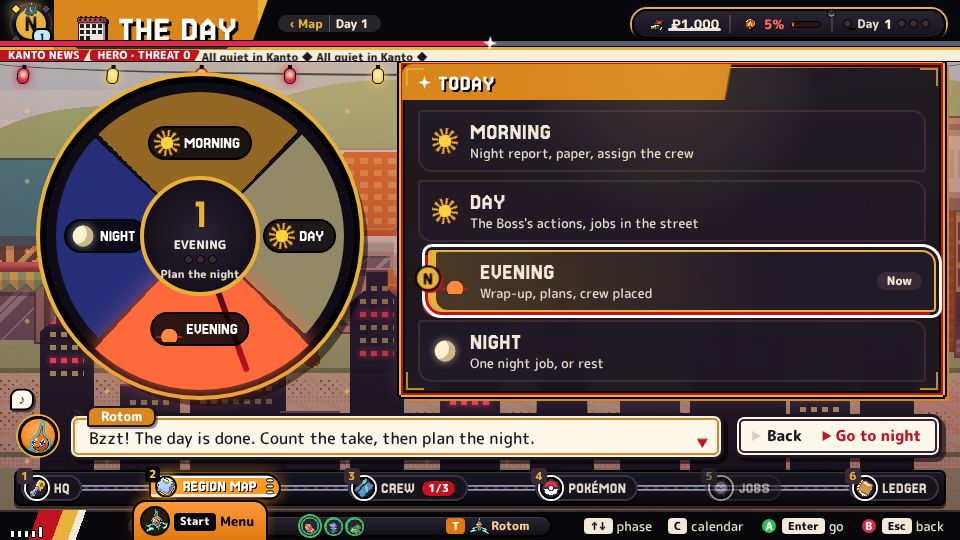 N
1
THE DAY
‹ Map
Day 1
₽1,000
5%
Day 1
KANTO NEWS
HERO · THREAT 0
All quiet in Kanto ◆ All quiet in Kanto ◆
TODAY
MORNING
Night report, paper, assign the crew
DAY
The Boss's actions, jobs in the street
N
EVENING
Wrap-up, plans, crew placed
Now
NIGHT
One night job, or rest
MORNING
NIGHT
DAY
EVENING
1
EVENING
Plan the night
♪
Rotom
Bzzt! The day is done. Count the take, then plan the night.
▼
▶ Back
▶ Go to night
1 HQ
2 REGION MAP
3 CREW 1/3
4 POKÉMON
5 JOBS
6 LEDGER
Start Menu
T Rotom
↑↓ phase
C calendar
A Enter go
B Esc back